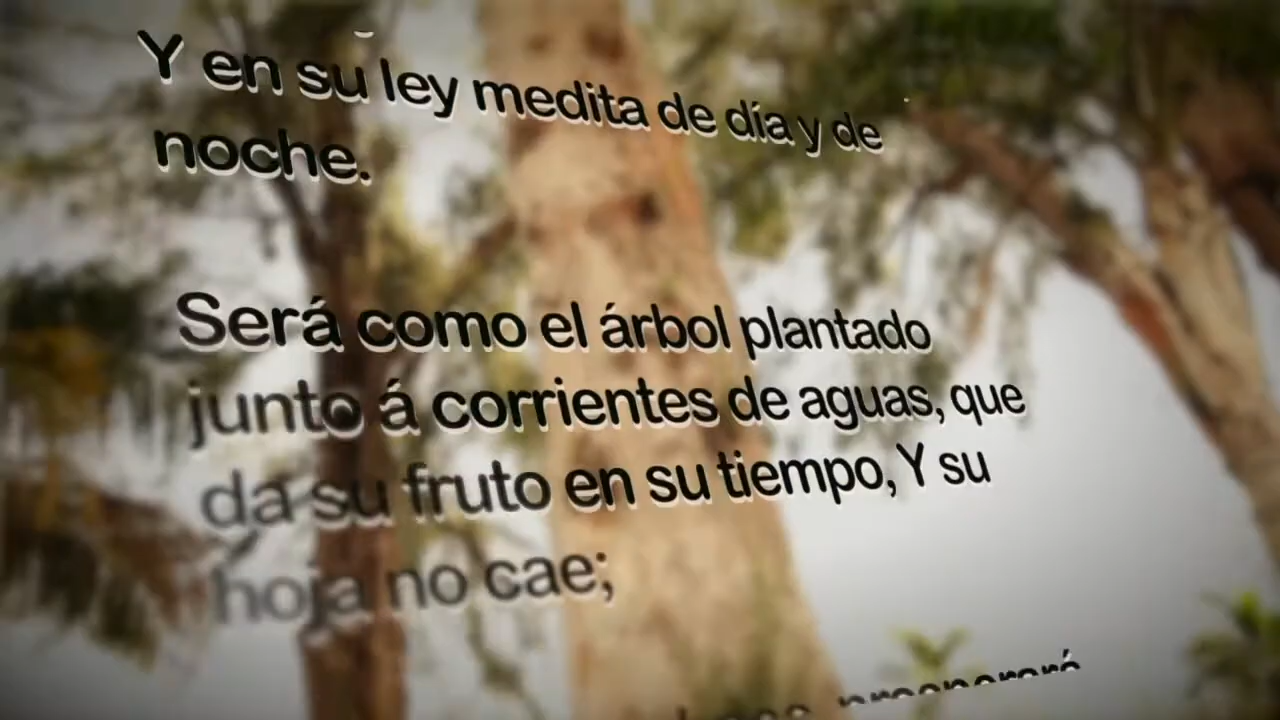 Y en su ley medita de día y de
noche.
Será como el árbol plantado
junto á corrientes de aguas, que
da su fruto en su tiempo, Y su
hoja no cae;
prosperará